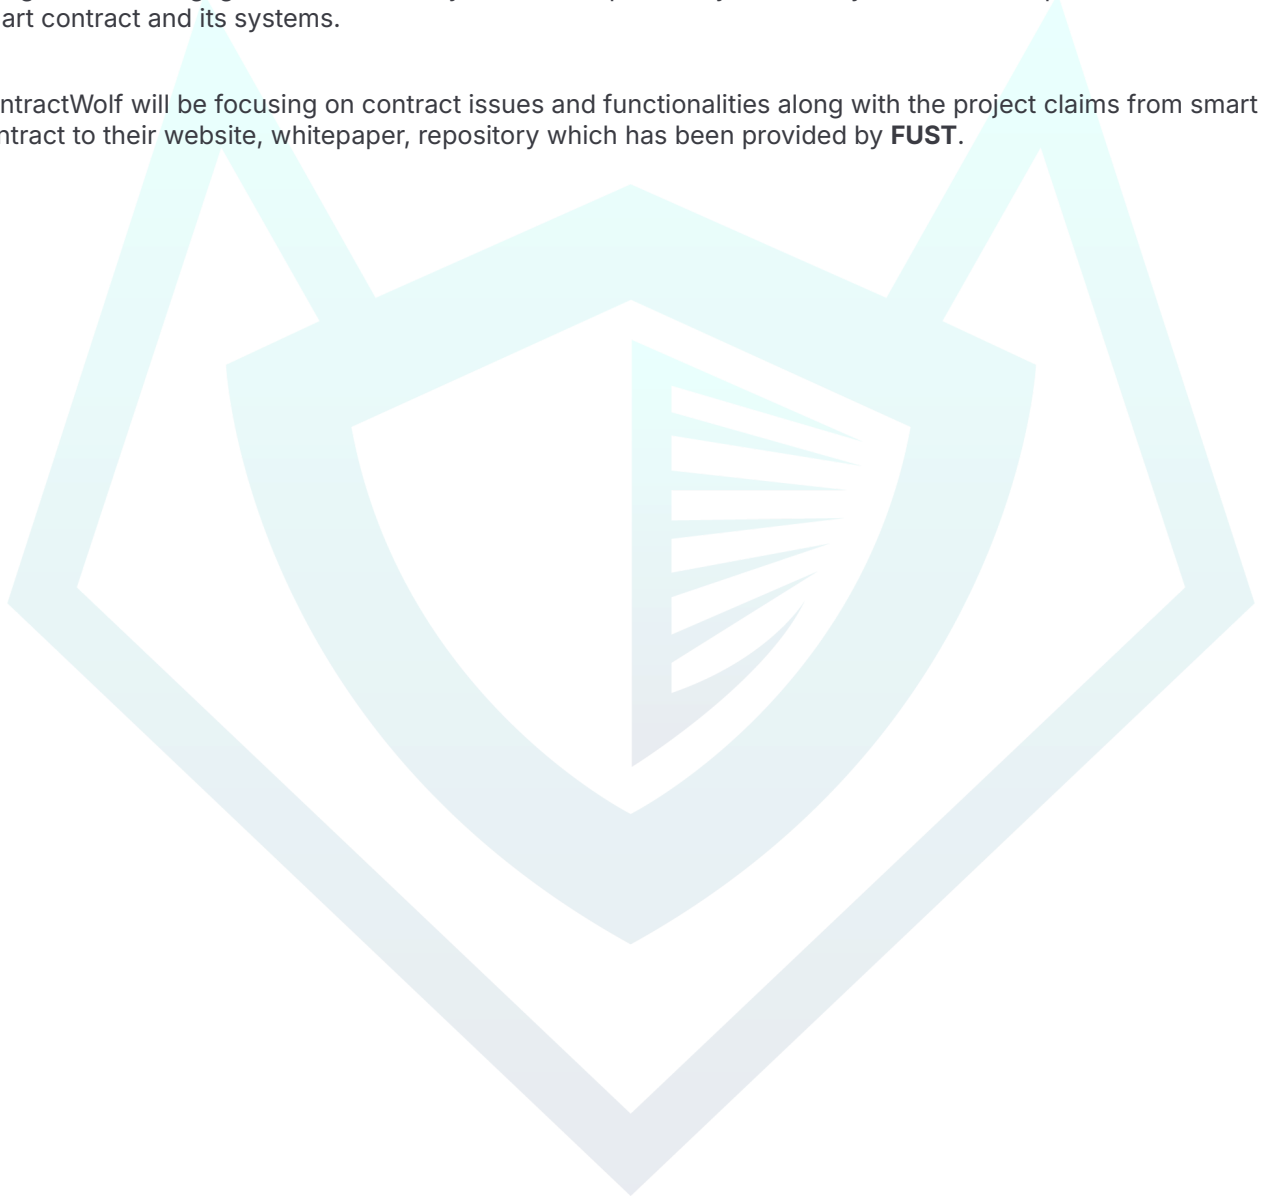 art contract and its systems.
ntractWolf will be focusing on contract issues and functionalities along with the project claims from smart
ntract to their website, whitepaper, repository which has been provided by FUST.